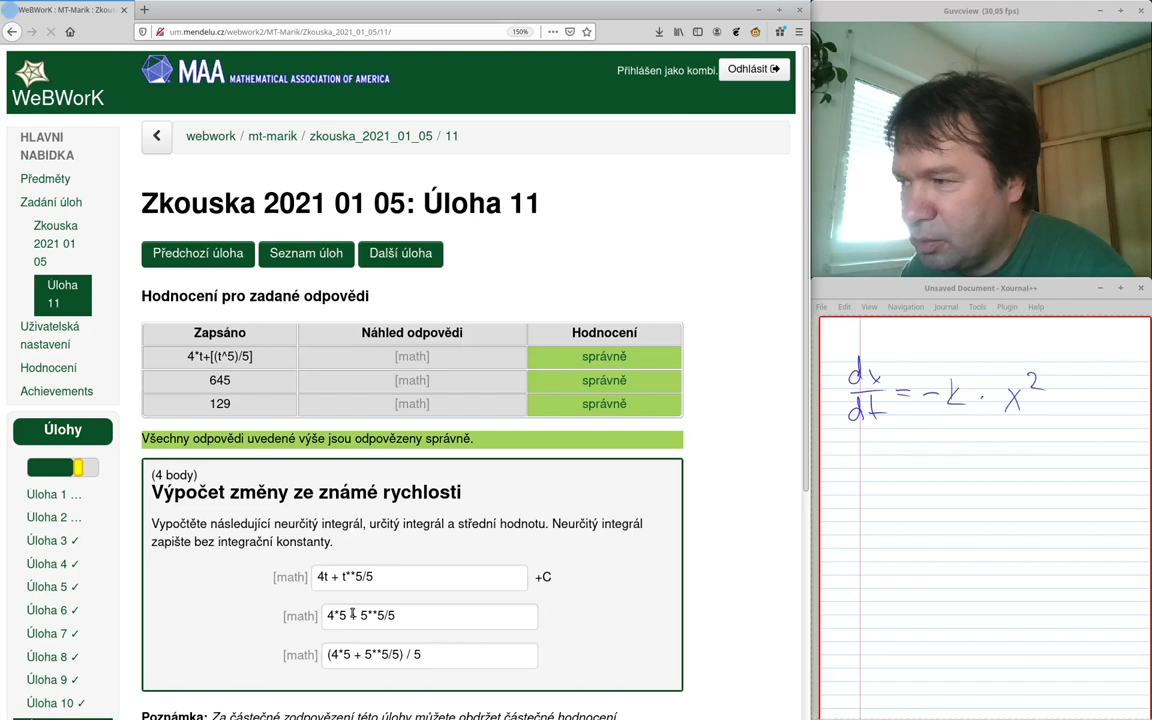 WeBWorK : MT-Marik : Zkous
Guvcview (30,05 fps)
um.mendelu.cz/webwork2/MT-Marik/Zkouska_2021_01_05/11/
150%
WeBWorK
MAA MATHEMATICAL ASSOCIATION OF AMERICA
Přihlášen jako kombi.
Odhlásit
HLAVNI NABIDKA
Předměty
Zadání úloh
Zkouska 2021 01 05
Úloha 11
Uživatelská nastavení
Hodnocení
Achievements
Úlohy
Úloha 1 ...
Úloha 2 ...
Úloha 3 ✓
Úloha 4 ✓
Úloha 5 ✓
Úloha 6 ✓
Úloha 7 ✓
Úloha 8 ✓
Úloha 9 ✓
Úloha 10 ✓
webwork / mt-marik / zkouska_2021_01_05 / 11
Zkouska 2021 01 05: Úloha 11
Předchozí úloha Seznam úloh Další úloha
Hodnocení pro zadané odpovědi
Zapsáno Náhled odpovědi Hodnocení
4*t+[(t^5)/5] [math] správně
645 [math] správně
129 [math] správně
Všechny odpovědi uvedené výše jsou odpovězeny správně.
(4 body)
Výpočet změny ze známé rychlosti
Vypočtěte následující neurčitý integrál, určitý integrál a střední hodnotu. Neurčitý integrál
zapište bez integrační konstanty.
[math] 4t + t**5/5 +C
[math] 4*5 + 5**5/5
[math] (4*5 + 5**5/5) / 5
Poznámka: Za částečné zodpovězení této úlohy můžete obdržet částečné hodnocení
Unsaved Document - Xournal++
File Edit View Navigation Journal Tools Plugin Help
dx/dt = -k · x²